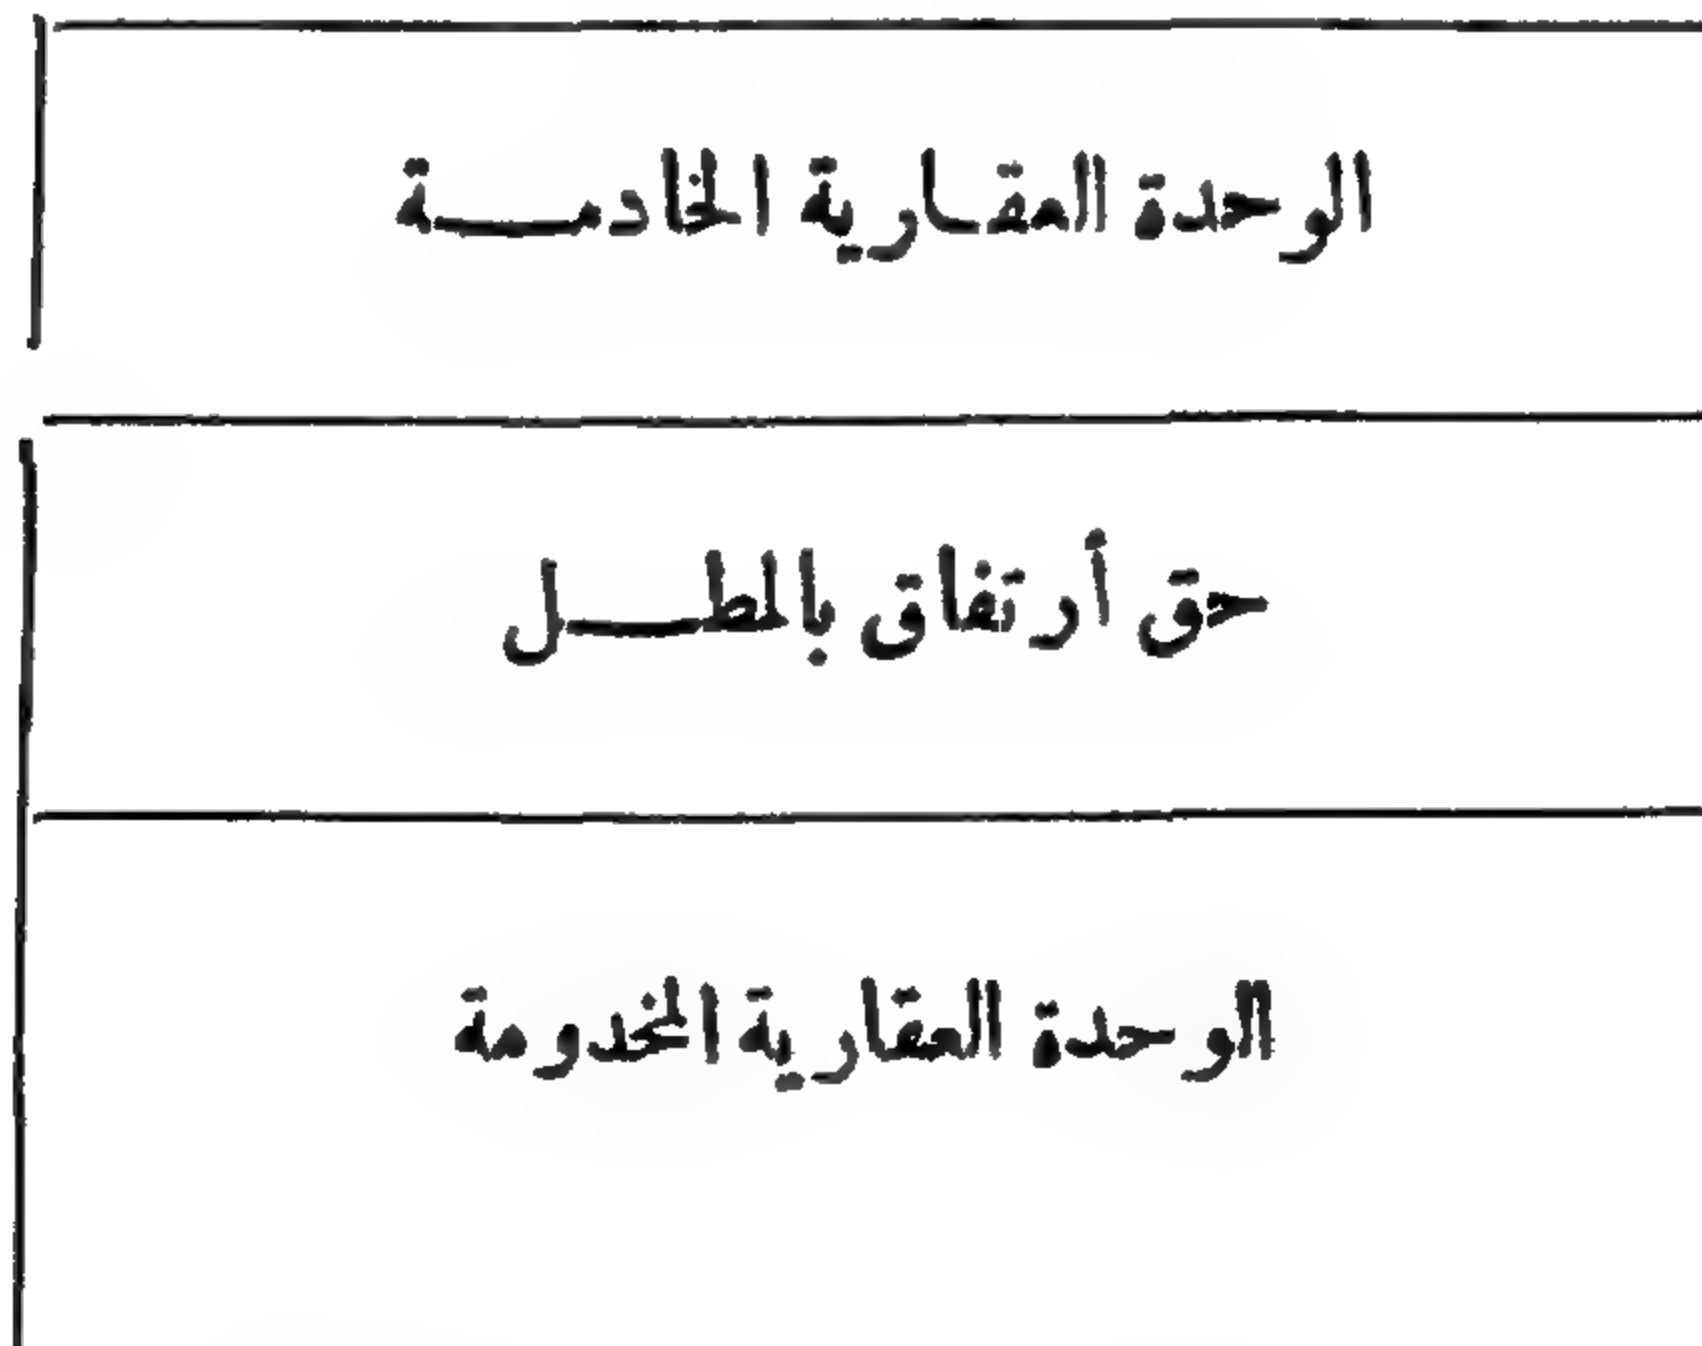 الوحدة العقارية الخادمة
حق أرتفاق بالمطل
الوحدة العقارية المخدومة